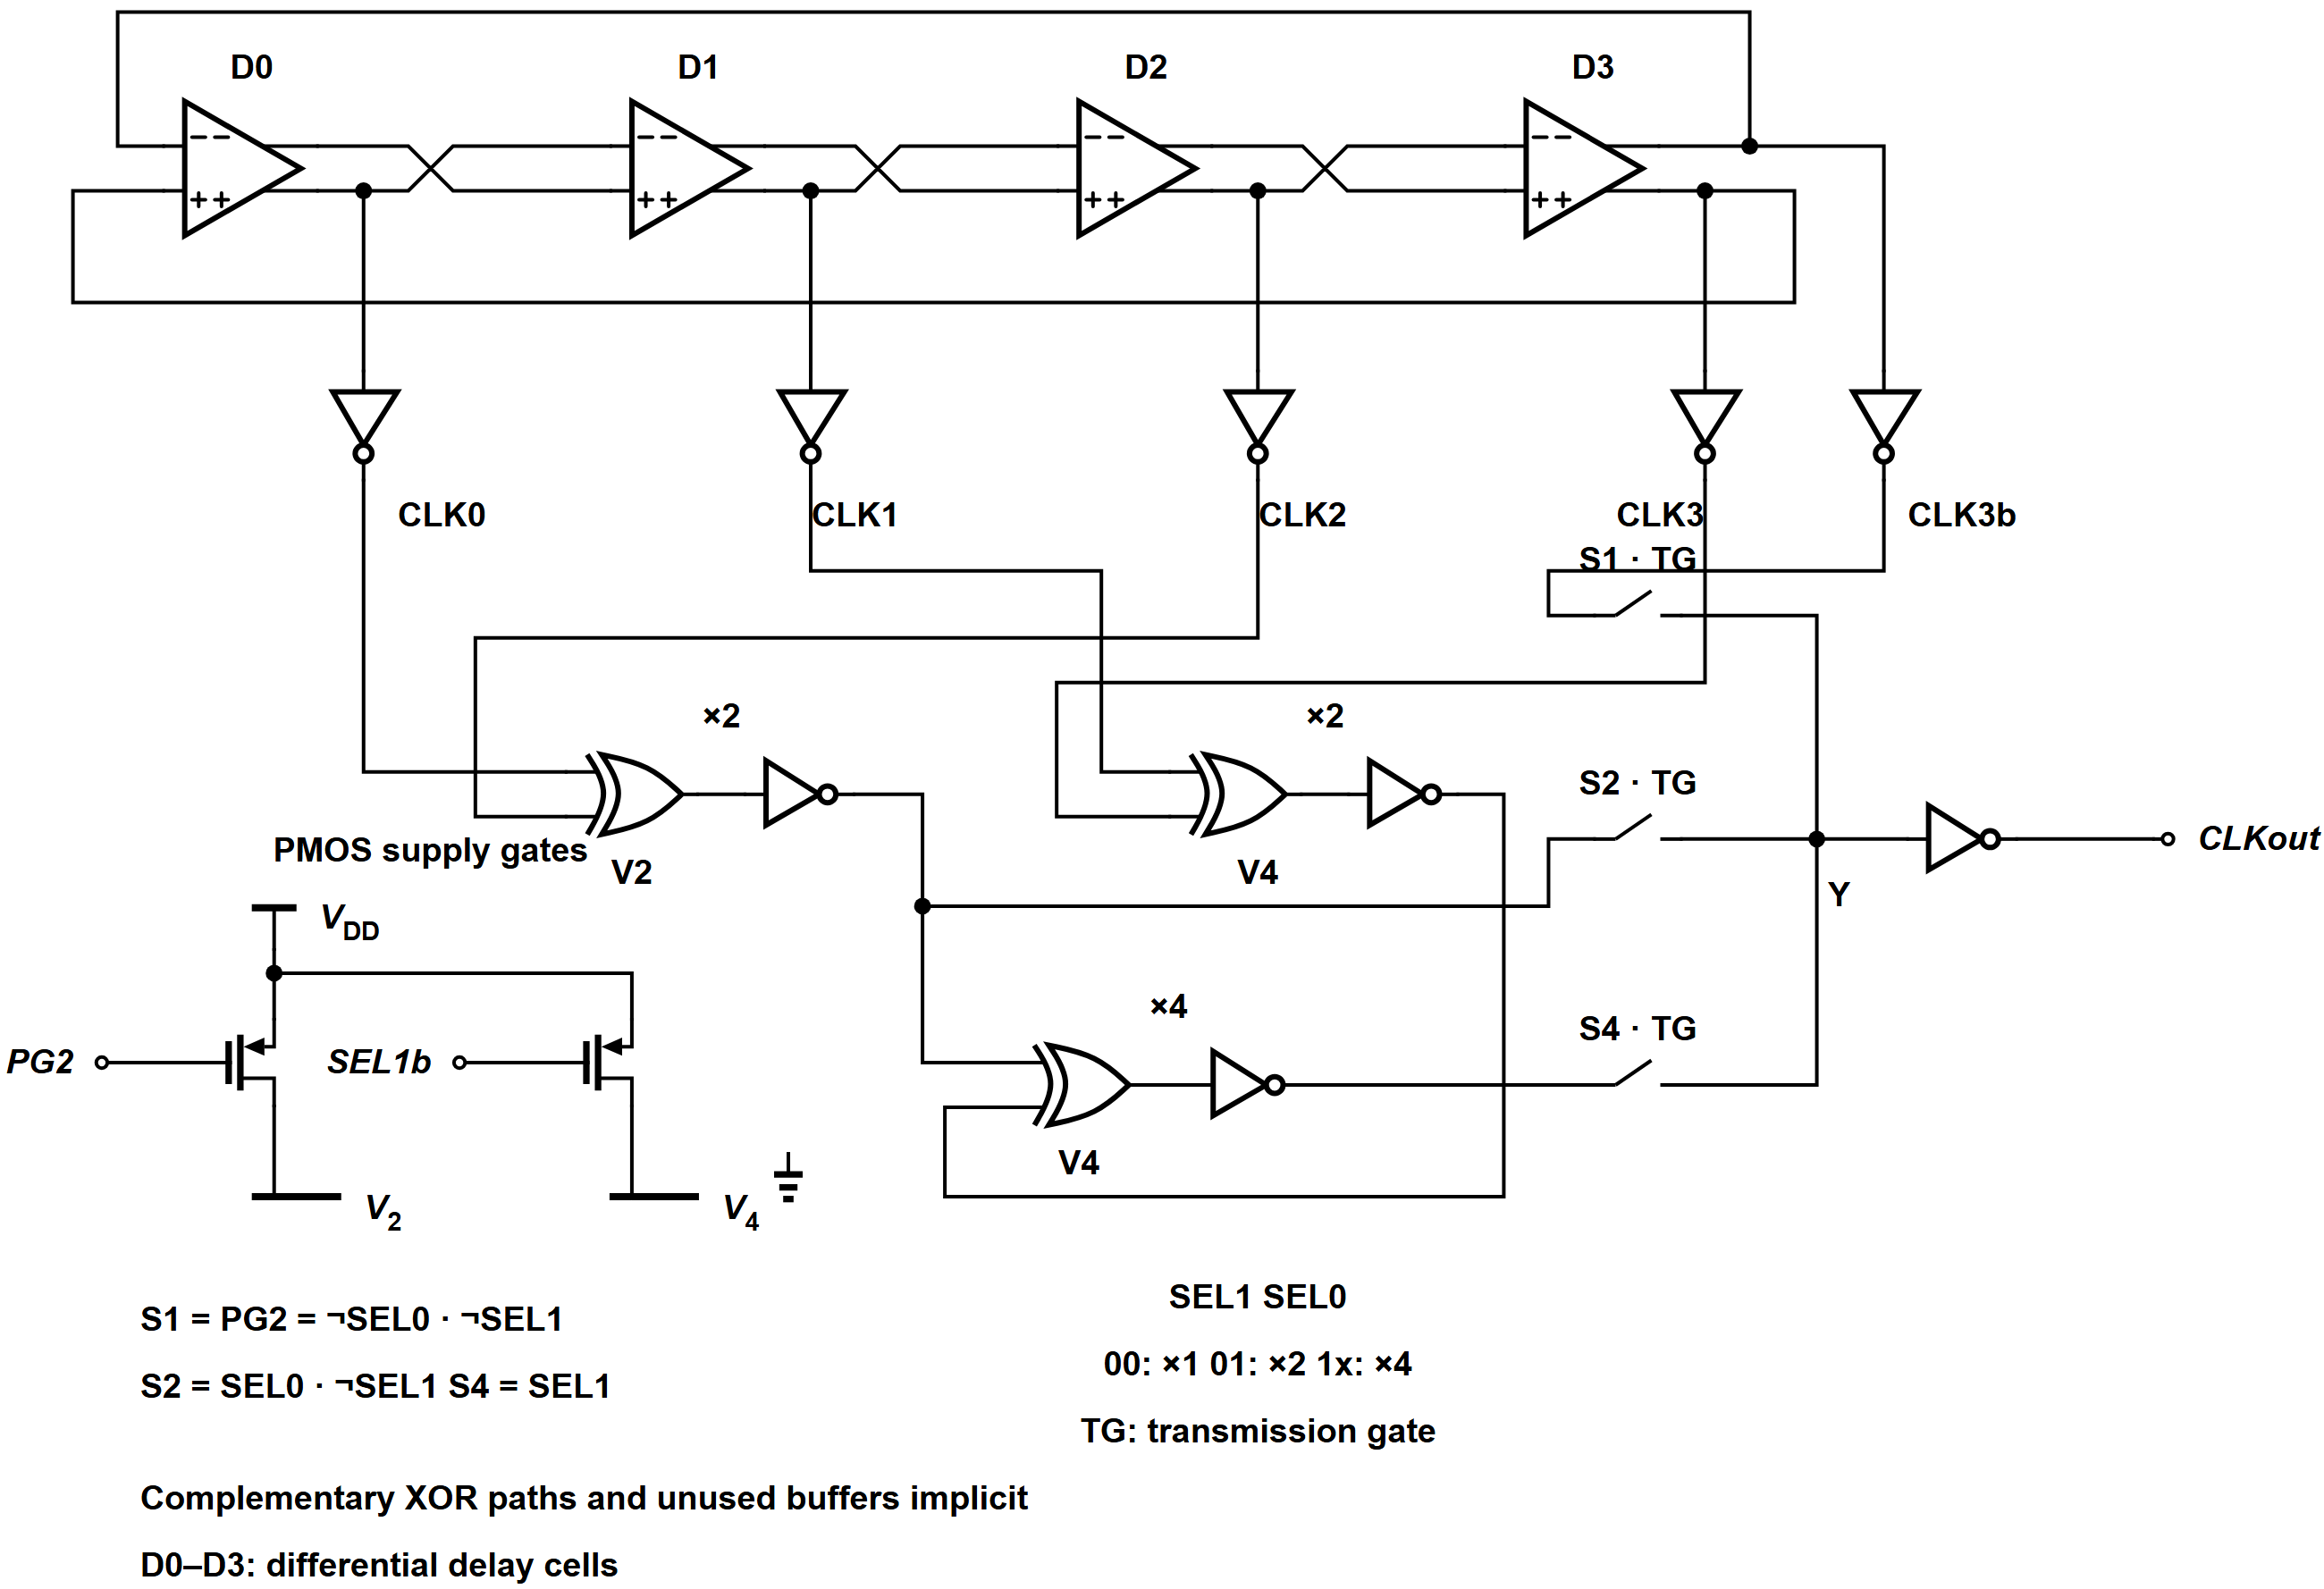 D0 D1 D2 D3
CLK0 CLK1 CLK2 CLK3 CLK3b
S1 · TG
×2 ×2
S2 · TG
CLKout
PMOS supply gates V2 V4
Y
VDD
×4
S4 · TG
PG2 SEL1b
V4
V2 V4
SEL1 SEL0
S1 = PG2 = ¬SEL0 · ¬SEL1
00: ×1 01: ×2 1x: ×4
S2 = SEL0 · ¬SEL1 S4 = SEL1
TG: transmission gate
Complementary XOR paths and unused buffers implicit
D0–D3: differential delay cells